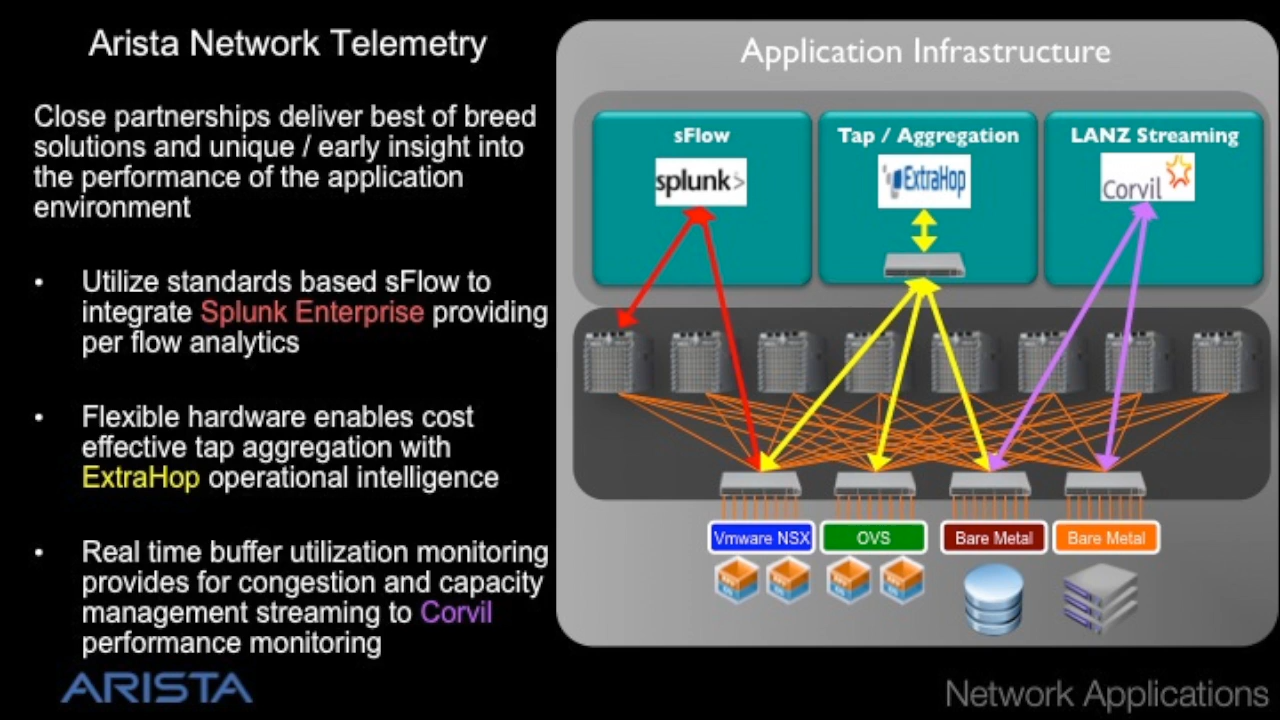 Arista Network Telemetry
Close partnerships deliver best of breed
solutions and unique / early insight into
the performance of the application
environment
• Utilize standards based sFlow to
integrate Splunk Enterprise providing
per flow analytics
• Flexible hardware enables cost
effective tap aggregation with
ExtraHop operational intelligence
• Real time buffer utilization monitoring
provides for congestion and capacity
management streaming to Corvil
performance monitoring
ARISTA
Application Infrastructure
sFlow
splunk>
Tap / Aggregation
ExtraHop
LANZ Streaming
Corvil
Vmware NSX
OVS
Bare Metal
Bare Metal
Network Applications